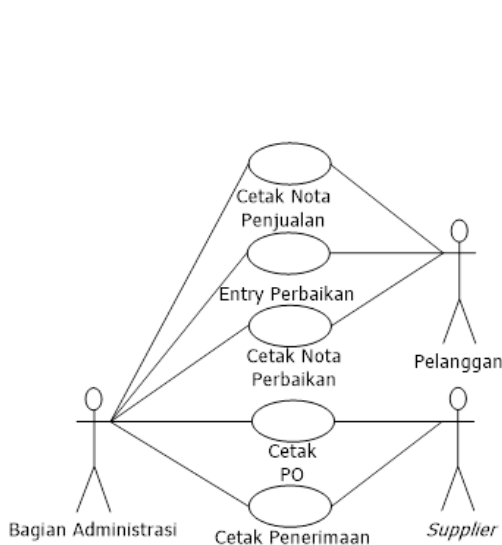 Cetak Nota
Penjualan
Entry Perbaikan
Cetak Nota
Perbaikan
Pelanggan
Cetak
PO
Bagian Administrasi
Cetak Penerimaan
Supplier